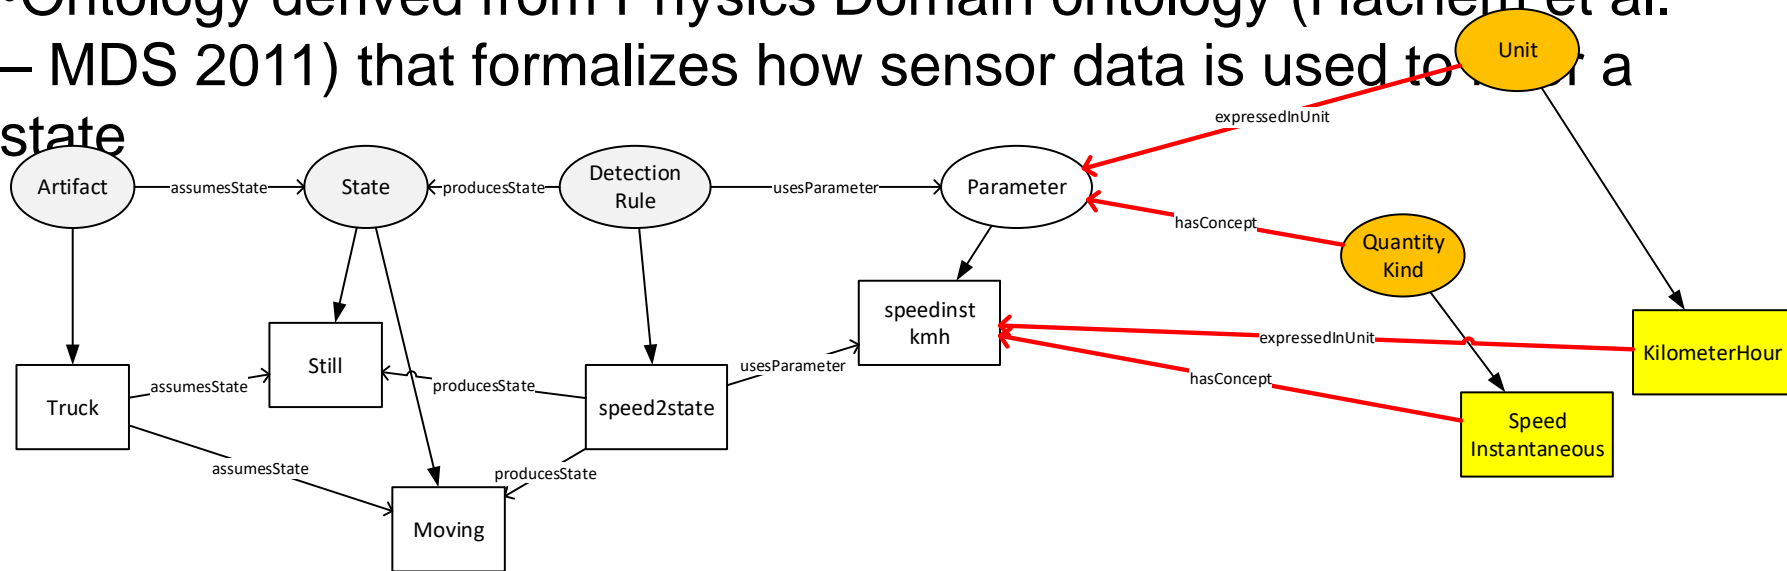 •Ontology derived from Physics Domain ontology (Hachem et al.
– MDS 2011) that formalizes how sensor data is used to infer a
state
Unit
expressedInUnit
Artifact
assumesState
State
producesState
Detection
Rule
usesParameter
Parameter
hasConcept
Quantity
Kind
speedinst
kmh
expressedInUnit
KilometerHour
Still
usesParameter
assumesState
producesState
hasConcept
Truck
speed2state
Speed
Instantaneous
assumesState
producesState
Moving